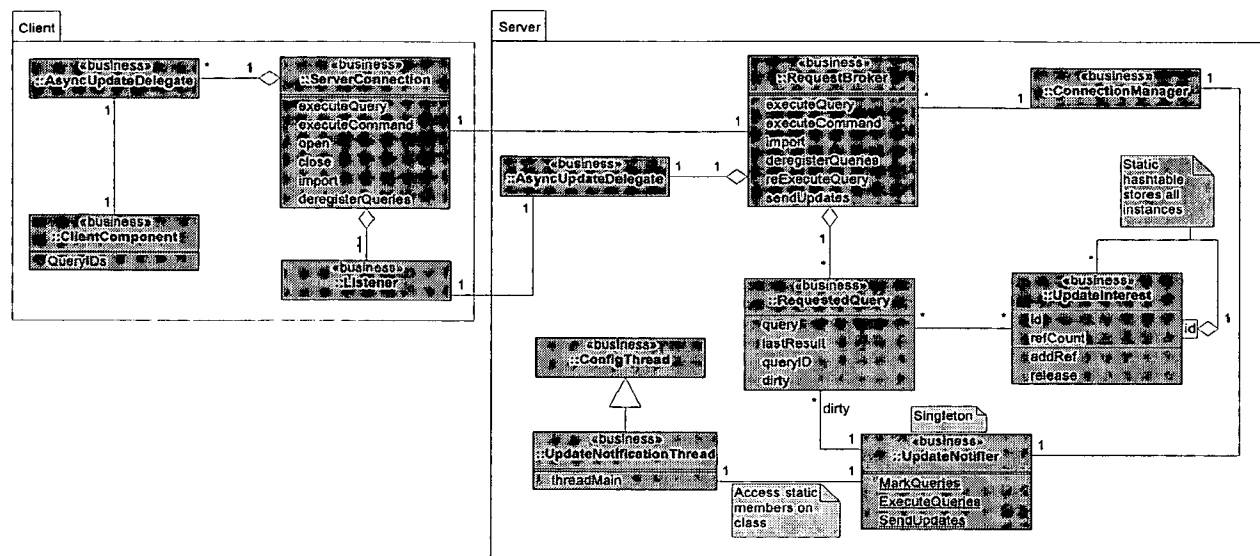 Client
«business»
::AsyncUpdateDelegate
*
1
«business»
::ServerConnection
executeQuery
executeCommand
open
close
import
deregisterQueries
1
1
«business»
::ClientComponent
QueryIDs
1
1
«business»
::Listener
1
1
Server
«business»
::RequestBroker
executeQuery
executeCommand
import
deregisterQueries
reExecuteQuery
sendUpdates
1
*
1
«business»
::ConnectionManager
1
«business»
::AsyncUpdateDelegate
1
1
1
Static
hashtable
stores all
instances
1
*
«business»
::RequestedQuery
query
lastResult
queryID
dirty
*
*
*
«business»
::UpdateInterest
id
refCount
addRef
release
id
1
«business»
::ConfigThread
*
dirty
Singleton
1
«business»
::UpdateNotificationThread
threadMain
1
1
«business»
::UpdateNotifier
MarkQueries
ExecuteQueries
SendUpdates
1
Access static
members on
class